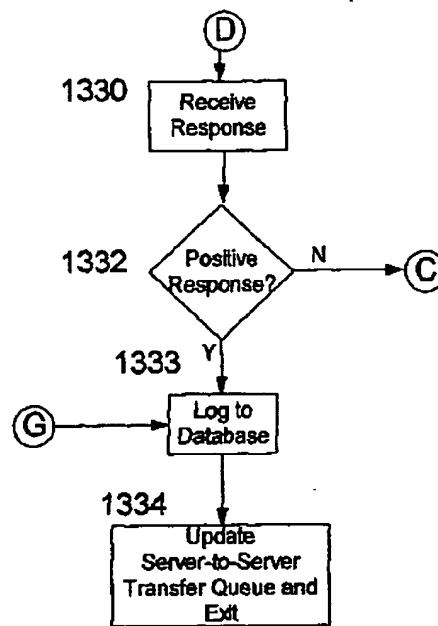 D
1330
Receive
Response
1332
Positive
Response?
N
C
1333
Y
G
Log to
Database
1334
Update
Server-to-Server
Transfer Queue and
Exit